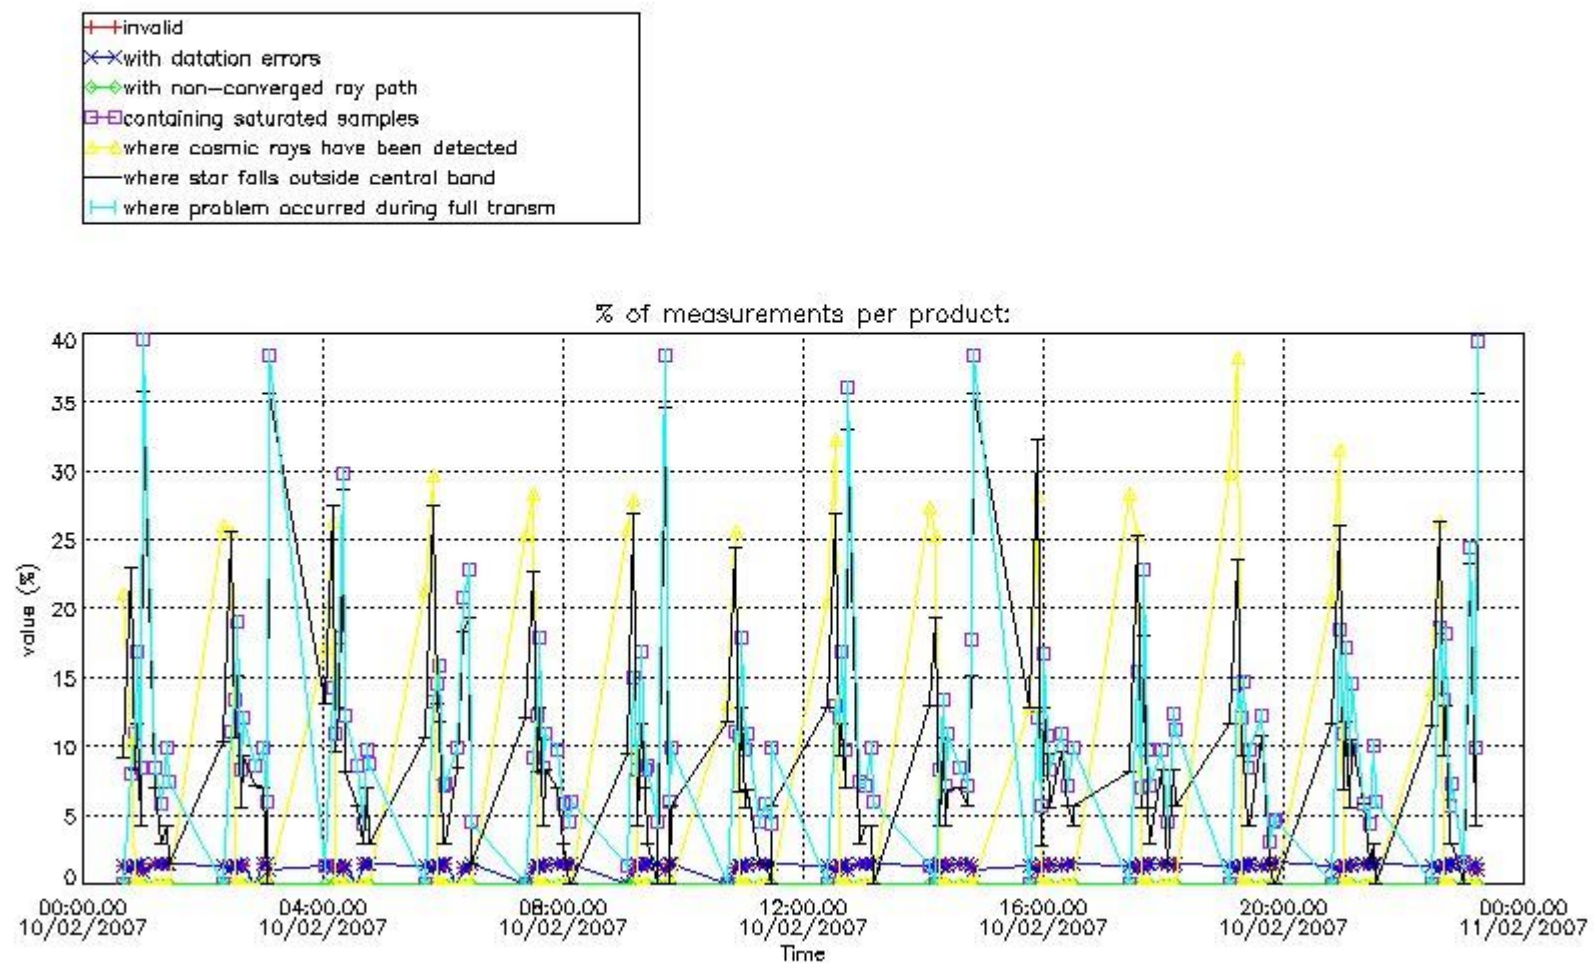 invalid
with datation errors
with non-converged ray path
containing saturated samples
where cosmic rays have been detected
where star falls outside central band
where problem occurred during full transm
% of measurements per product:
40
35
30
25
20
15
10
5
0
value (%)
00:00:00 04:00:00 08:00:00 12:00:00 16:00:00 20:00:00 00:00:00
10/02/2007 10/02/2007 10/02/2007 10/02/2007 10/02/2007 10/02/2007 11/02/2007
Time